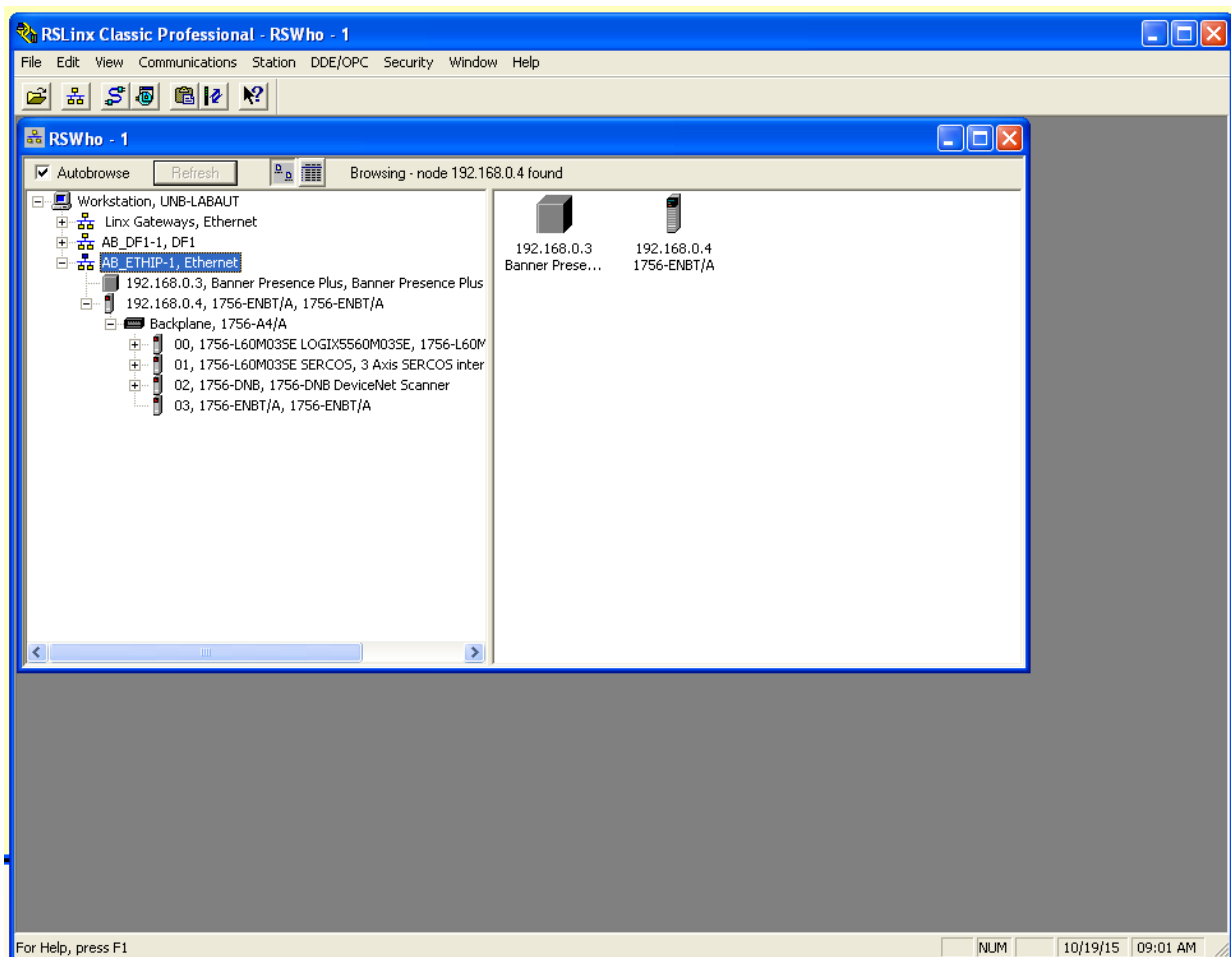 RSLinx Classic Professional - RSWho - 1
File Edit View Communications Station DDE/OPC Security Window Help
RSWho - 1
Autobrowse Refresh Browsing - node 192.168.0.4 found
Workstation, UNB-LABAUT
Linx Gateways, Ethernet
AB_DF1-1, DF1
AB_ETHIP-1, Ethernet
192.168.0.3, Banner Presence Plus, Banner Presence Plus
192.168.0.4, 1756-ENBT/A, 1756-ENBT/A
Backplane, 1756-A4/A
00, 1756-L60M03SE LOGIX5560M03SE, 1756-L60M
01, 1756-L60M03SE SERCOS, 3 Axis SERCOS inter
02, 1756-DNB, 1756-DNB DeviceNet Scanner
03, 1756-ENBT/A, 1756-ENBT/A
192.168.0.3
Banner Prese...
192.168.0.4
1756-ENBT/A
For Help, press F1 NUM 10/19/15 09:01 AM